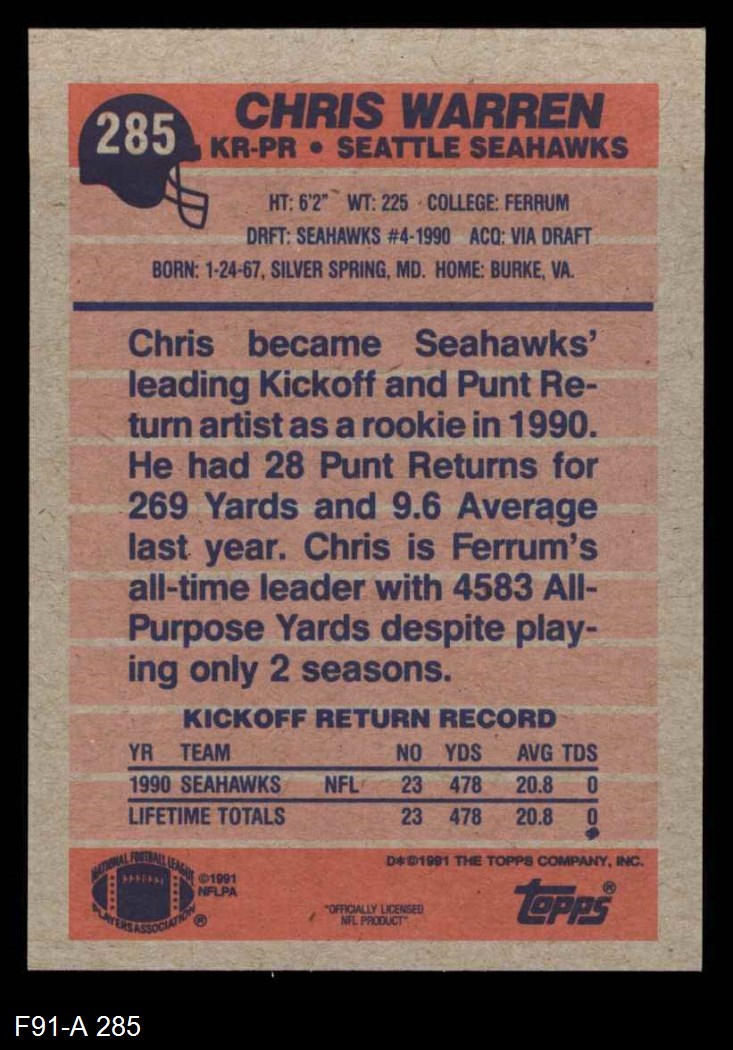 285
CHRIS WARREN
KR-PR • SEATTLE SEAHAWKS
HT: 6'2" WT: 225 COLLEGE: FERRUM
DRFT: SEAHAWKS #4-1990 ACQ: VIA DRAFT
BORN: 1-24-67, SILVER SPRING, MD. HOME: BURKE, VA.
Chris became Seahawks'
leading Kickoff and Punt Re-
turn artist as a rookie in 1990.
He had 28 Punt Returns for
269 Yards and 9.6 Average
last year. Chris is Ferrum's
all-time leader with 4583 All-
Purpose Yards despite play-
ing only 2 seasons.
KICKOFF RETURN RECORD
YR TEAM NO YDS AVG TDS
1990 SEAHAWKS NFL 23 478 20.8 0
LIFETIME TOTALS 23 478 20.8 0
NATIONAL FOOTBALL LEAGUE
PLAYERS ASSOCIATION ®
©1991
NFLPA
"OFFICIALLY LICENSED
NFL PRODUCT"
D*©1991 THE TOPPS COMPANY, INC.
Topps®
F91-A 285